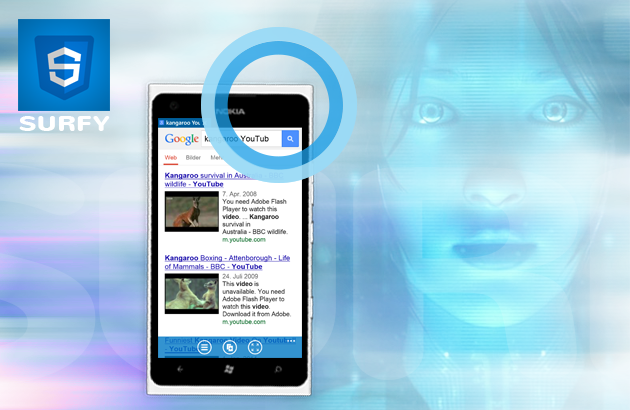 SURFY
NOKIA
kangaroo You
Google
kangaroo YouTub
Web Bilder
Kangaroo survival in Aus
wildlife - YouTube
7. Apr. 2008
You need Adobe Flash
Player to watch this
video. ... Kangaroo
survival in
Australia - BBC wildlife.
m.youtube.com
Kangaroo Boxing - Attenborough - Life
of Mammals - BBC - YouTube
24. Juli 2009
This video is
unavailable. You need
Adobe Flash Player to
watch this video.
Download it from Adobe.
m.youtube.com